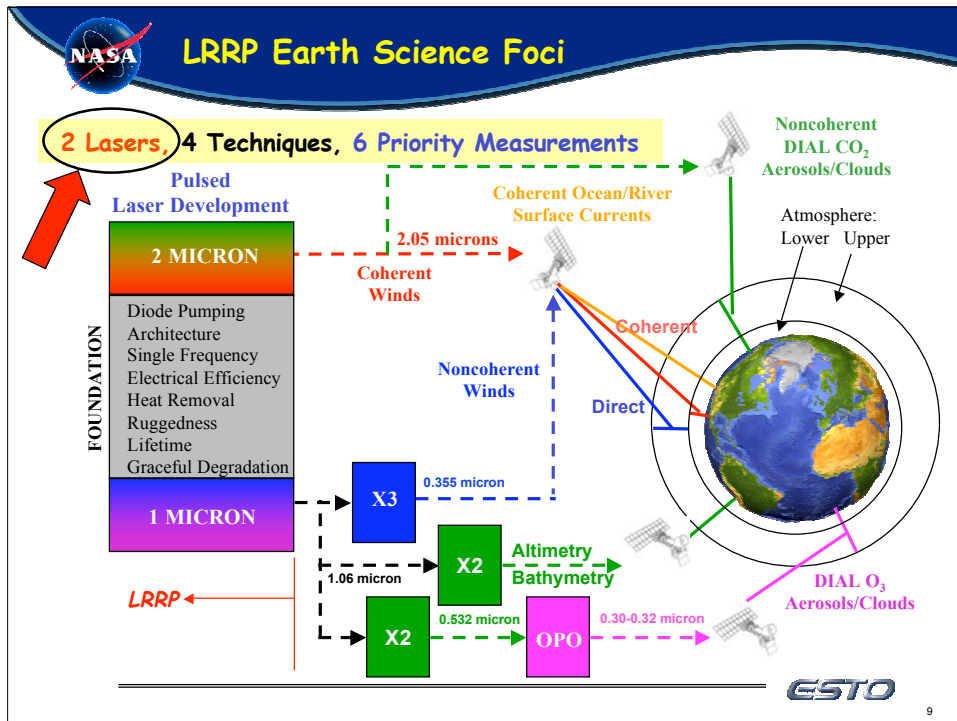 NASA
LRRP Earth Science Foci
2 Lasers, 4 Techniques, 6 Priority Measurements
Pulsed
Laser Development
2 MICRON
FOUNDATION
Diode Pumping
Architecture
Single Frequency
Electrical Efficiency
Heat Removal
Ruggedness
Lifetime
Graceful Degradation
1 MICRON
LRRP
2.05 microns
Coherent
Winds
Coherent Ocean/River
Surface Currents
Noncoherent
DIAL CO₂
Aerosols/Clouds
Atmosphere:
Lower Upper
Coherent
Direct
Noncoherent
Winds
X3
0.355 micron
1.06 micron
X2
Altimetry
Bathymetry
X2
0.532 micron
OPO
0.30-0.32 micron
DIAL O₃
Aerosols/Clouds
ESTO
9